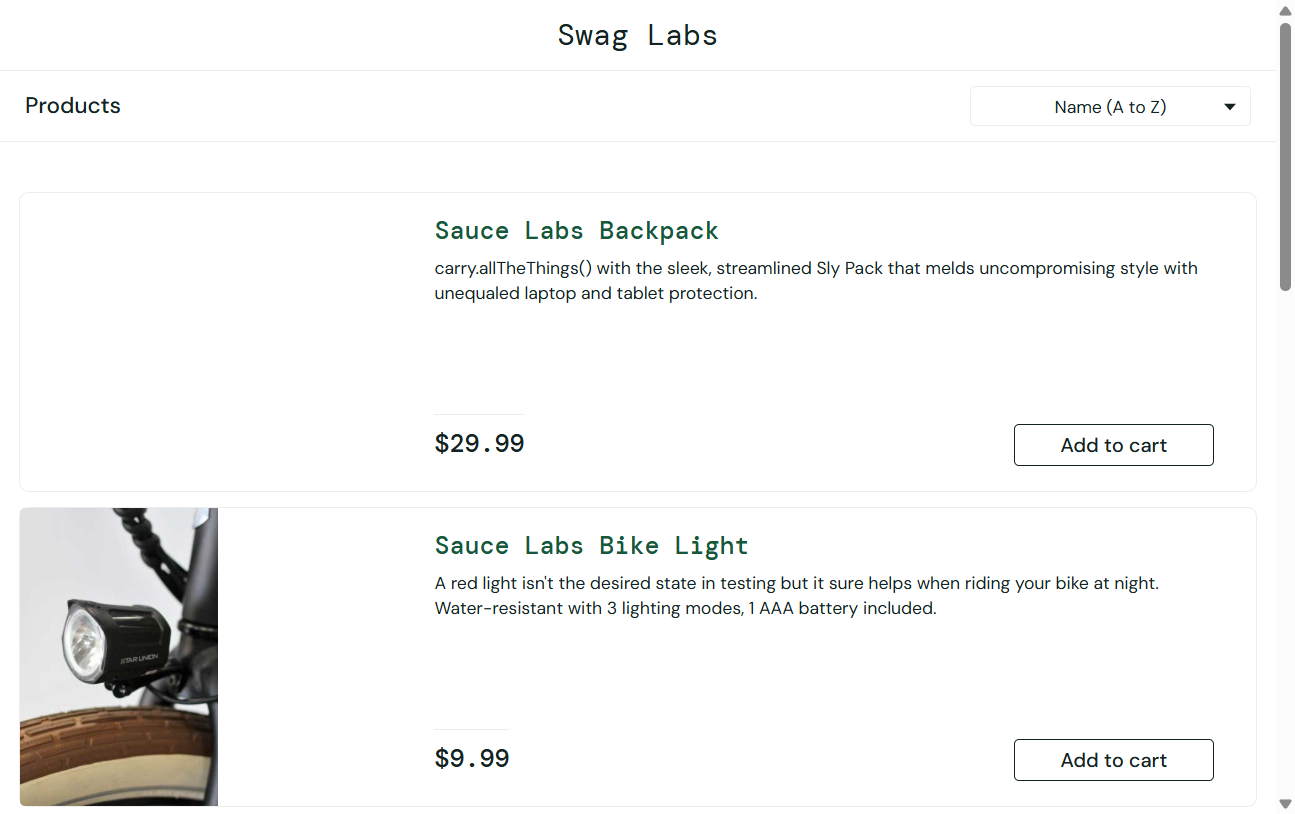 Swag Labs
Products
Name (A to Z)
Sauce Labs Backpack
carry.allTheThings() with the sleek, streamlined Sly Pack that melds uncompromising style with
unequaled laptop and tablet protection.
$29.99
Add to cart
Sauce Labs Bike Light
A red light isn't the desired state in testing but it sure helps when riding your bike at night.
Water-resistant with 3 lighting modes, 1 AAA battery included.
STAR UNION
$9.99
Add to cart